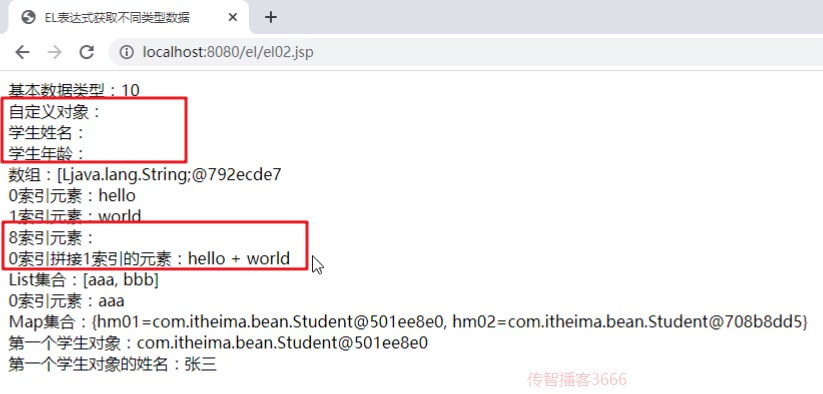 EL表达式获取不同类型数据
localhost:8080/el/el02.jsp
基本数据类型：10
自定义对象：
学生姓名：
学生年龄：
数组：[Ljava.lang.String;@792ecde7
0索引元素：hello
1索引元素：world
8索引元素：
0索引拼接1索引的元素：hello + world
List集合：[aaa, bbb]
0索引元素：aaa
Map集合：{hm01=com.itheima.bean.Student@501ee8e0, hm02=com.itheima.bean.Student@708b8dd5}
第一个学生对象：com.itheima.bean.Student@501ee8e0
第一个学生对象的姓名：张三
传智播客3666